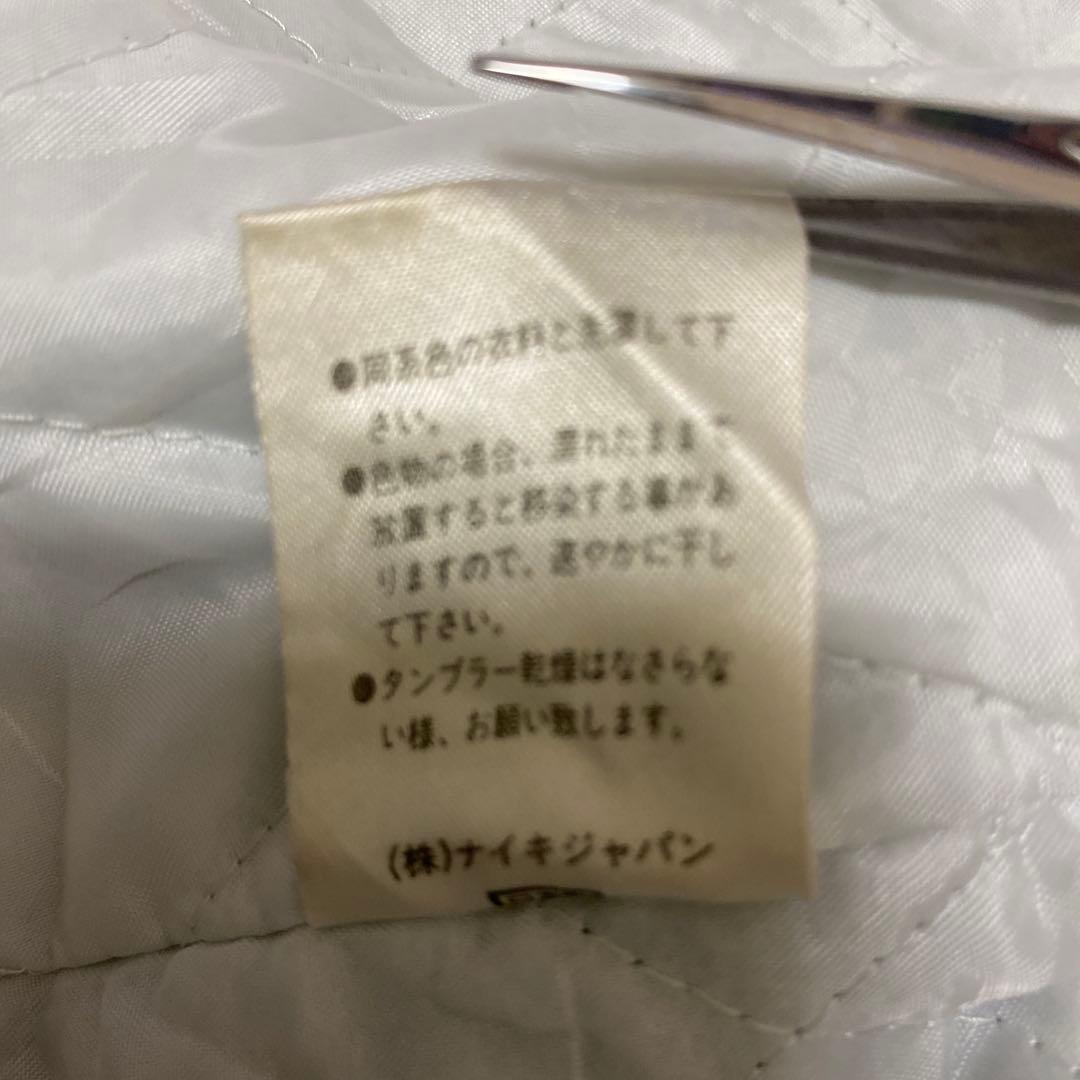 ●同系色の衣料と洗濯して下
さい。
●色物の場合、濡れたままで
放置すると移染する事があ
りますので、速やかに干し
て下さい。
●タンブラー乾燥はなさらな
い様、お願い致します。
(株)ナイキジャパン